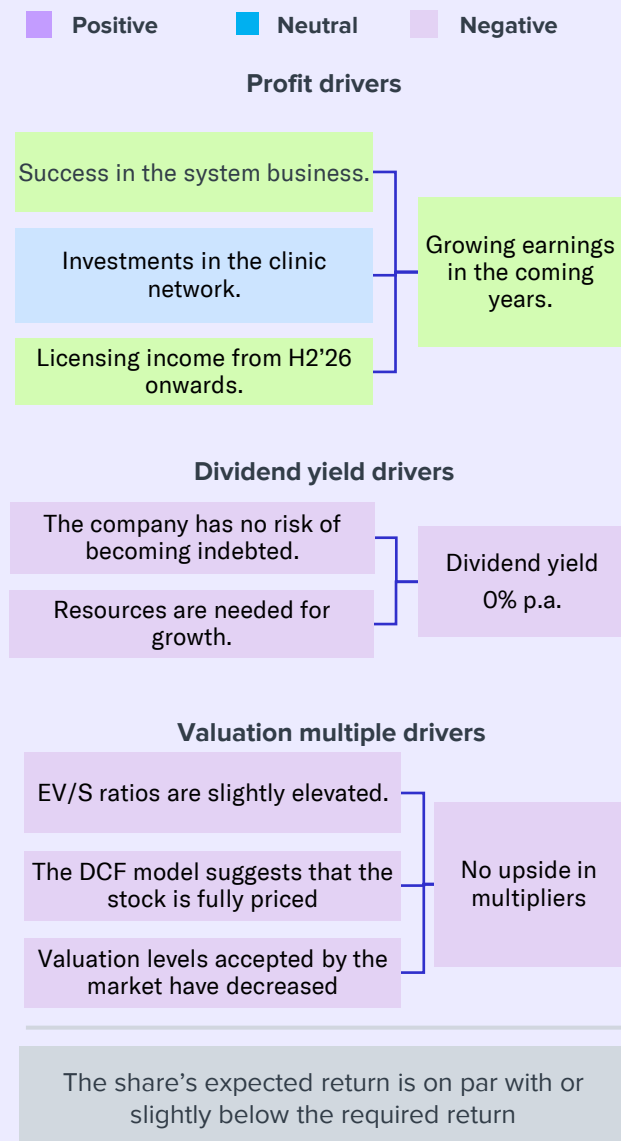 Positive
Neutral
Negative
Profit drivers
Success in the system business.
Investments in the clinic
network.
Licensing income from H2’26
onwards.
Growing earnings
in the coming
years.
Dividend yield drivers
The company has no risk of
becoming indebted.
Resources are needed for
growth.
Dividend yield
0% p.a.
Valuation multiple drivers
EV/S ratios are slightly elevated.
The DCF model suggests that the
stock is fully priced
Valuation levels accepted by the
market have decreased
No upside in
multipliers
The share’s expected return is on par with or
slightly below the required return